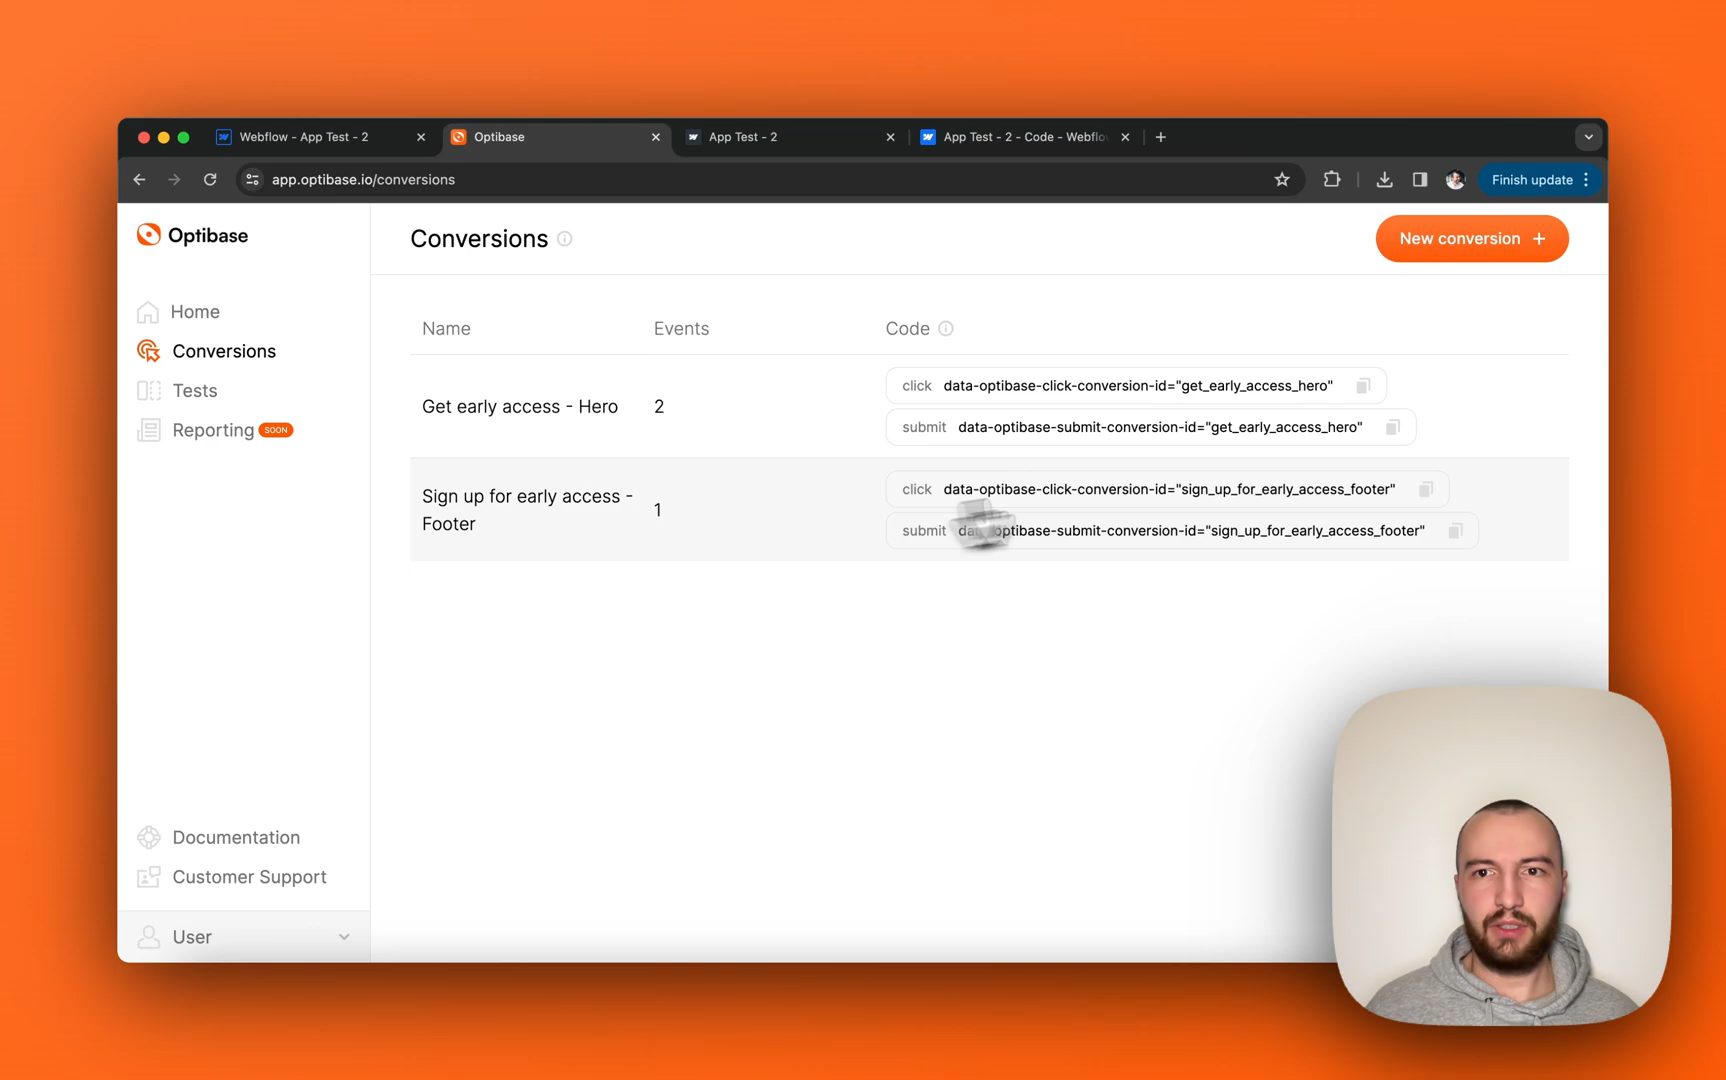 Webflow - App Test - 2
Optibase
App Test - 2
App Test - 2 - Code - Webflo
app.optibase.io/conversions
Finish update
Optibase
Conversions
New conversion +
Home
Conversions
Tests
Reporting SOON
Name Events Code
Get early access - Hero
2
click data-optibase-click-conversion-id="get_early_access_hero"
submit data-optibase-submit-conversion-id="get_early_access_hero"
Sign up for early access -
Footer
1
click data-optibase-click-conversion-id="sign_up_for_early_access_footer"
submit data-optibase-submit-conversion-id="sign_up_for_early_access_footer"
Documentation
Customer Support
User